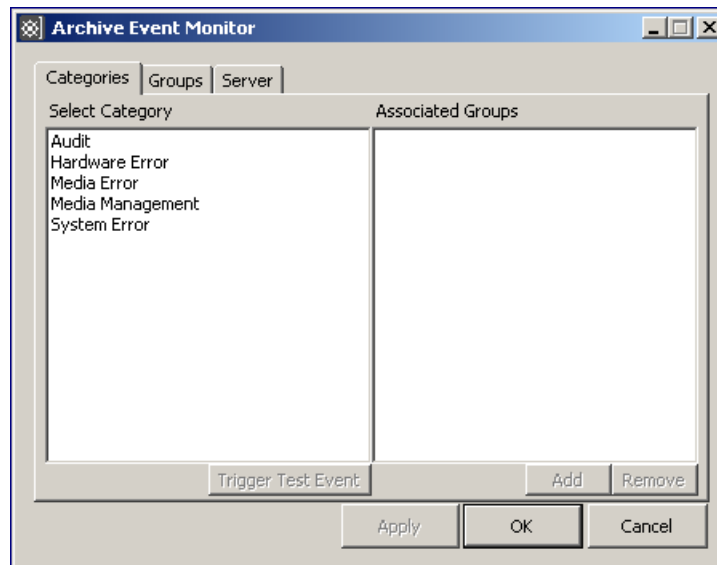 Archive Event Monitor
Categories Groups Server
Select Category Associated Groups
Audit
Hardware Error
Media Error
Media Management
System Error
Trigger Test Event Add Remove
Apply OK Cancel